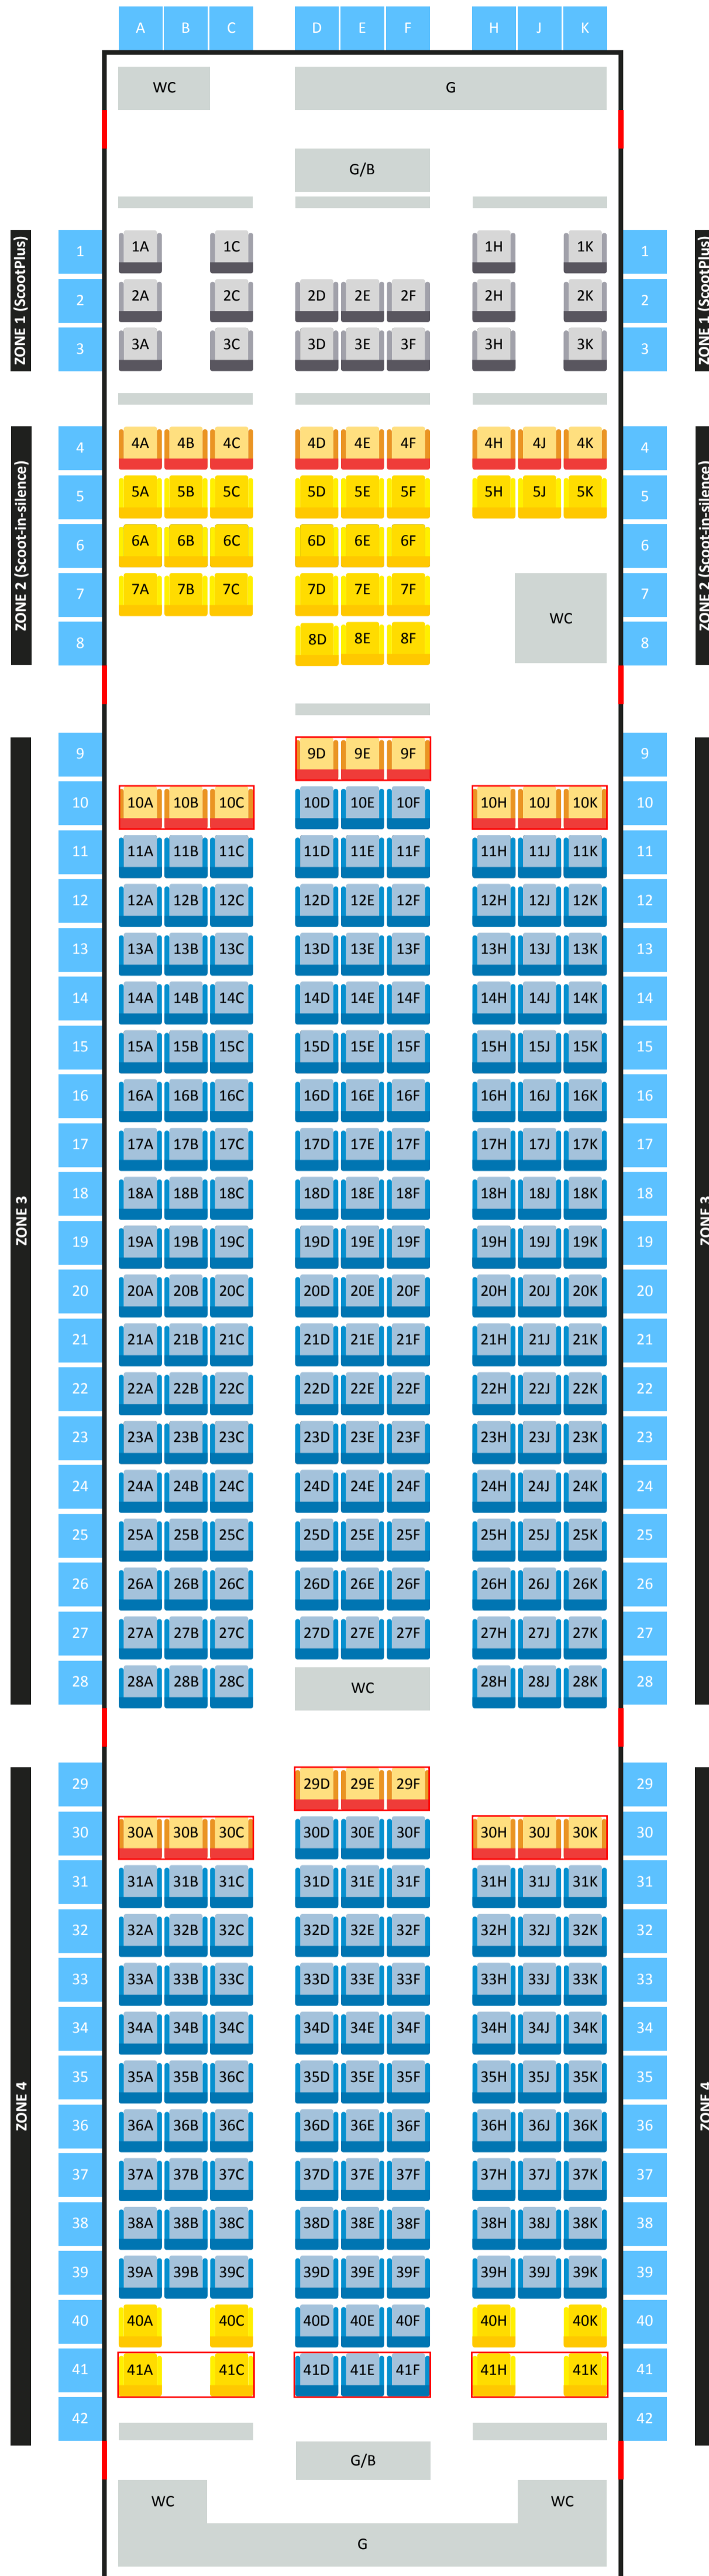 A B C D E F H J K
WC G
G/B
ZONE 1 (ScootPlus)
ZONE 1 (ScootPlus)
1 1A 1C 1H 1K 1
2 2A 2C 2D 2E 2F 2H 2K 2
3 3A 3C 3D 3E 3F 3H 3K 3
ZONE 2 (Scoot-in-silence)
ZONE 2 (Scoot-in-silence)
4 4A 4B 4C 4D 4E 4F 4H 4J 4K 4
5 5A 5B 5C 5D 5E 5F 5H 5J 5K 5
6 6A 6B 6C 6D 6E 6F 6
7 7A 7B 7C 7D 7E 7F 7
WC
8 8D 8E 8F 8
ZONE 3
ZONE 3
9 9D 9E 9F 9
10 10A 10B 10C 10D 10E 10F 10H 10J 10K 10
11 11A 11B 11C 11D 11E 11F 11H 11J 11K 11
12 12A 12B 12C 12D 12E 12F 12H 12J 12K 12
13 13A 13B 13C 13D 13E 13F 13H 13J 13K 13
14 14A 14B 14C 14D 14E 14F 14H 14J 14K 14
15 15A 15B 15C 15D 15E 15F 15H 15J 15K 15
16 16A 16B 16C 16D 16E 16F 16H 16J 16K 16
17 17A 17B 17C 17D 17E 17F 17H 17J 17K 17
18 18A 18B 18C 18D 18E 18F 18H 18J 18K 18
19 19A 19B 19C 19D 19E 19F 19H 19J 19K 19
20 20A 20B 20C 20D 20E 20F 20H 20J 20K 20
21 21A 21B 21C 21D 21E 21F 21H 21J 21K 21
22 22A 22B 22C 22D 22E 22F 22H 22J 22K 22
23 23A 23B 23C 23D 23E 23F 23H 23J 23K 23
24 24A 24B 24C 24D 24E 24F 24H 24J 24K 24
25 25A 25B 25C 25D 25E 25F 25H 25J 25K 25
26 26A 26B 26C 26D 26E 26F 26H 26J 26K 26
27 27A 27B 27C 27D 27E 27F 27H 27J 27K 27
28 28A 28B 28C WC 28H 28J 28K 28
ZONE 4
ZONE 4
29 29D 29E 29F 29
30 30A 30B 30C 30D 30E 30F 30H 30J 30K 30
31 31A 31B 31C 31D 31E 31F 31H 31J 31K 31
32 32A 32B 32C 32D 32E 32F 32H 32J 32K 32
33 33A 33B 33C 33D 33E 33F 33H 33J 33K 33
34 34A 34B 34C 34D 34E 34F 34H 34J 34K 34
35 35A 35B 36C 35D 35E 35F 35H 35J 35K 35
36 36A 36B 36C 36D 36E 36F 36H 36J 36K 36
37 37A 37B 37C 37D 37E 37F 37H 37J 37K 37
38 38A 38B 38C 38D 38E 38F 38H 38J 38K 38
39 39A 39B 39C 39D 39E 39F 39H 39J 39K 39
40 40A 40C 40D 40E 40F 40H 40K 40
41 41A 41C 41D 41E 41F 41H 41K 41
42 42
G/B
WC WC
G